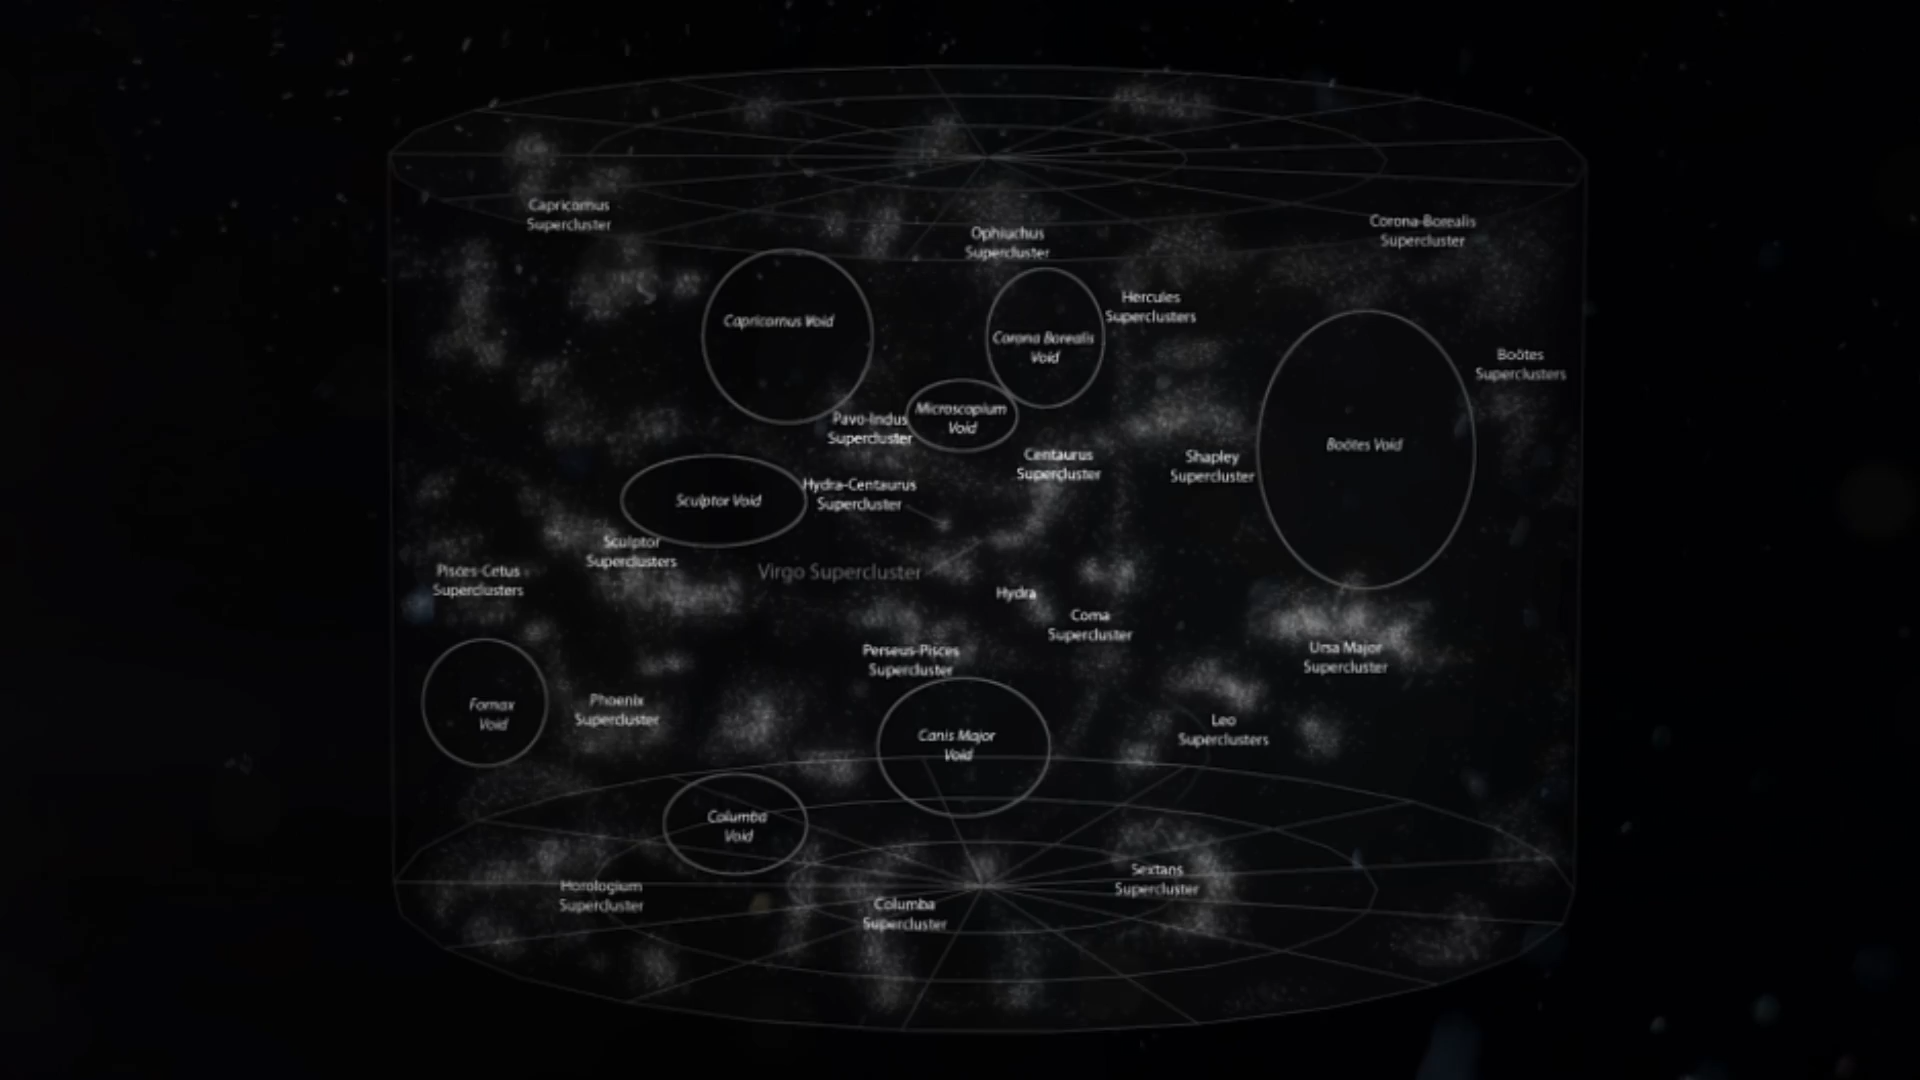 Capricornus
Supercluster
Ophiuchus
Supercluster
Corona-Borealis
Supercluster
Capricornus Void
Corona Borealis
Void
Hercules
Superclusters
Boötes
Superclusters
Pavo-Indus
Supercluster
Microscopium
Void
Centaurus
Supercluster
Shapley
Supercluster
Boötes Void
Sculptor Void
Hydra-Centaurus
Supercluster
Sculptor
Superclusters
Pisces-Cetus
Superclusters
Virgo Supercluster
Hydra
Coma
Supercluster
Perseus-Pisces
Supercluster
Ursa Major
Supercluster
Fornax
Void
Phoenix
Supercluster
Canis Major
Void
Leo
Superclusters
Columba
Void
Horologium
Supercluster
Columba
Supercluster
Sextans
Supercluster